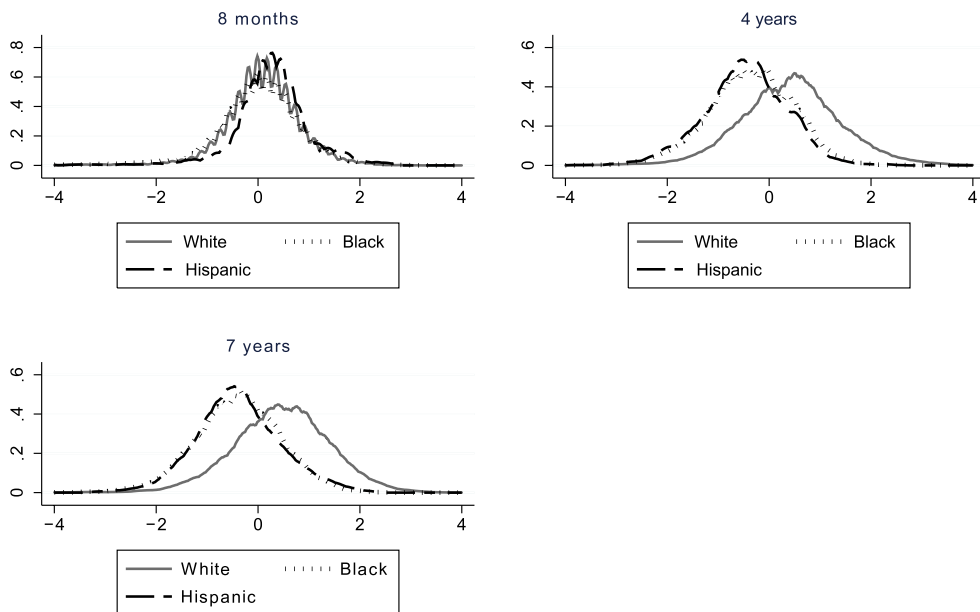 8 months
.8
.6
.4
.2
0
−4 −2 0 2 4
White Black
Hispanic
4 years
.6
.4
.2
0
−4 −2 0 2 4
White Black
Hispanic
7 years
.6
.4
.2
0
−4 −2 0 2 4
White Black
Hispanic